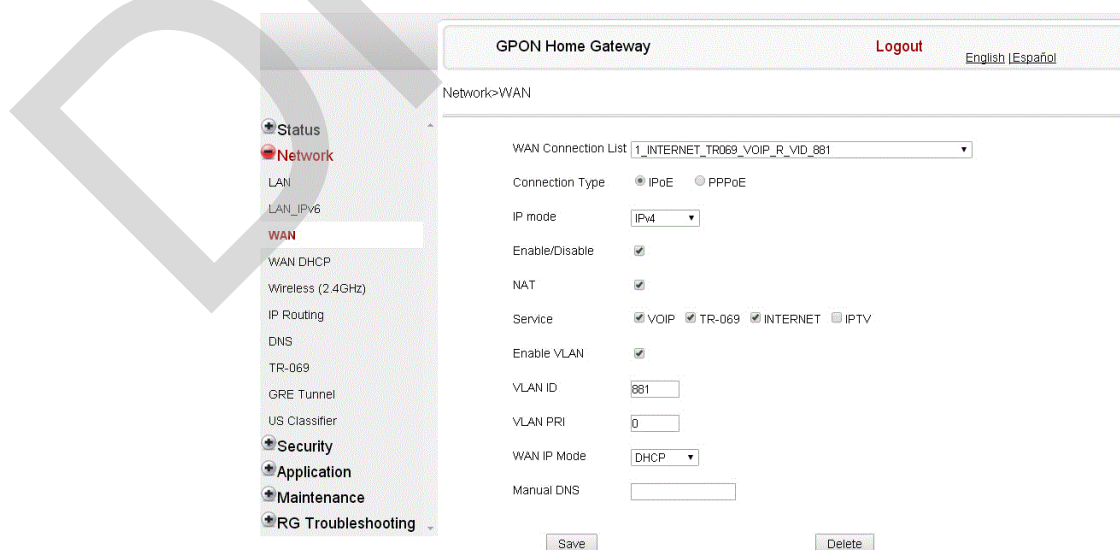 GPON Home Gateway
Logout
English |Español
Network>WAN
Status
Network
LAN
LAN_IPv6
WAN
WAN DHCP
Wireless (2.4GHz)
IP Routing
DNS
TR-069
GRE Tunnel
US Classifier
Security
Application
Maintenance
RG Troubleshooting
WAN Connection List 1_INTERNET_TR069_VOIP_R_VID_881
Connection Type IPoE PPPoE
IP mode IPv4
Enable/Disable
NAT
Service VOIP TR-069 INTERNET IPTV
Enable VLAN
VLAN ID 881
VLAN PRI 0
WAN IP Mode DHCP
Manual DNS
Save Delete